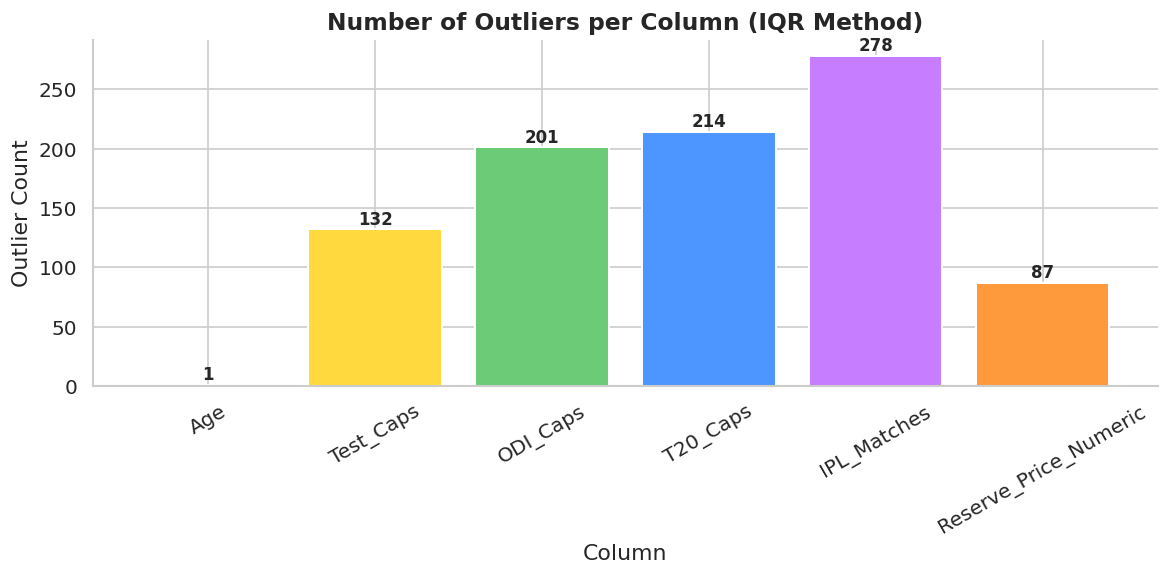 Number of Outliers per Column (IQR Method)
Outlier Count
250
200
150
100
50
0
1
132
201
214
278
87
Age
Test_Caps
ODI_Caps
T20_Caps
IPL_Matches
Reserve_Price_Numeric
Column